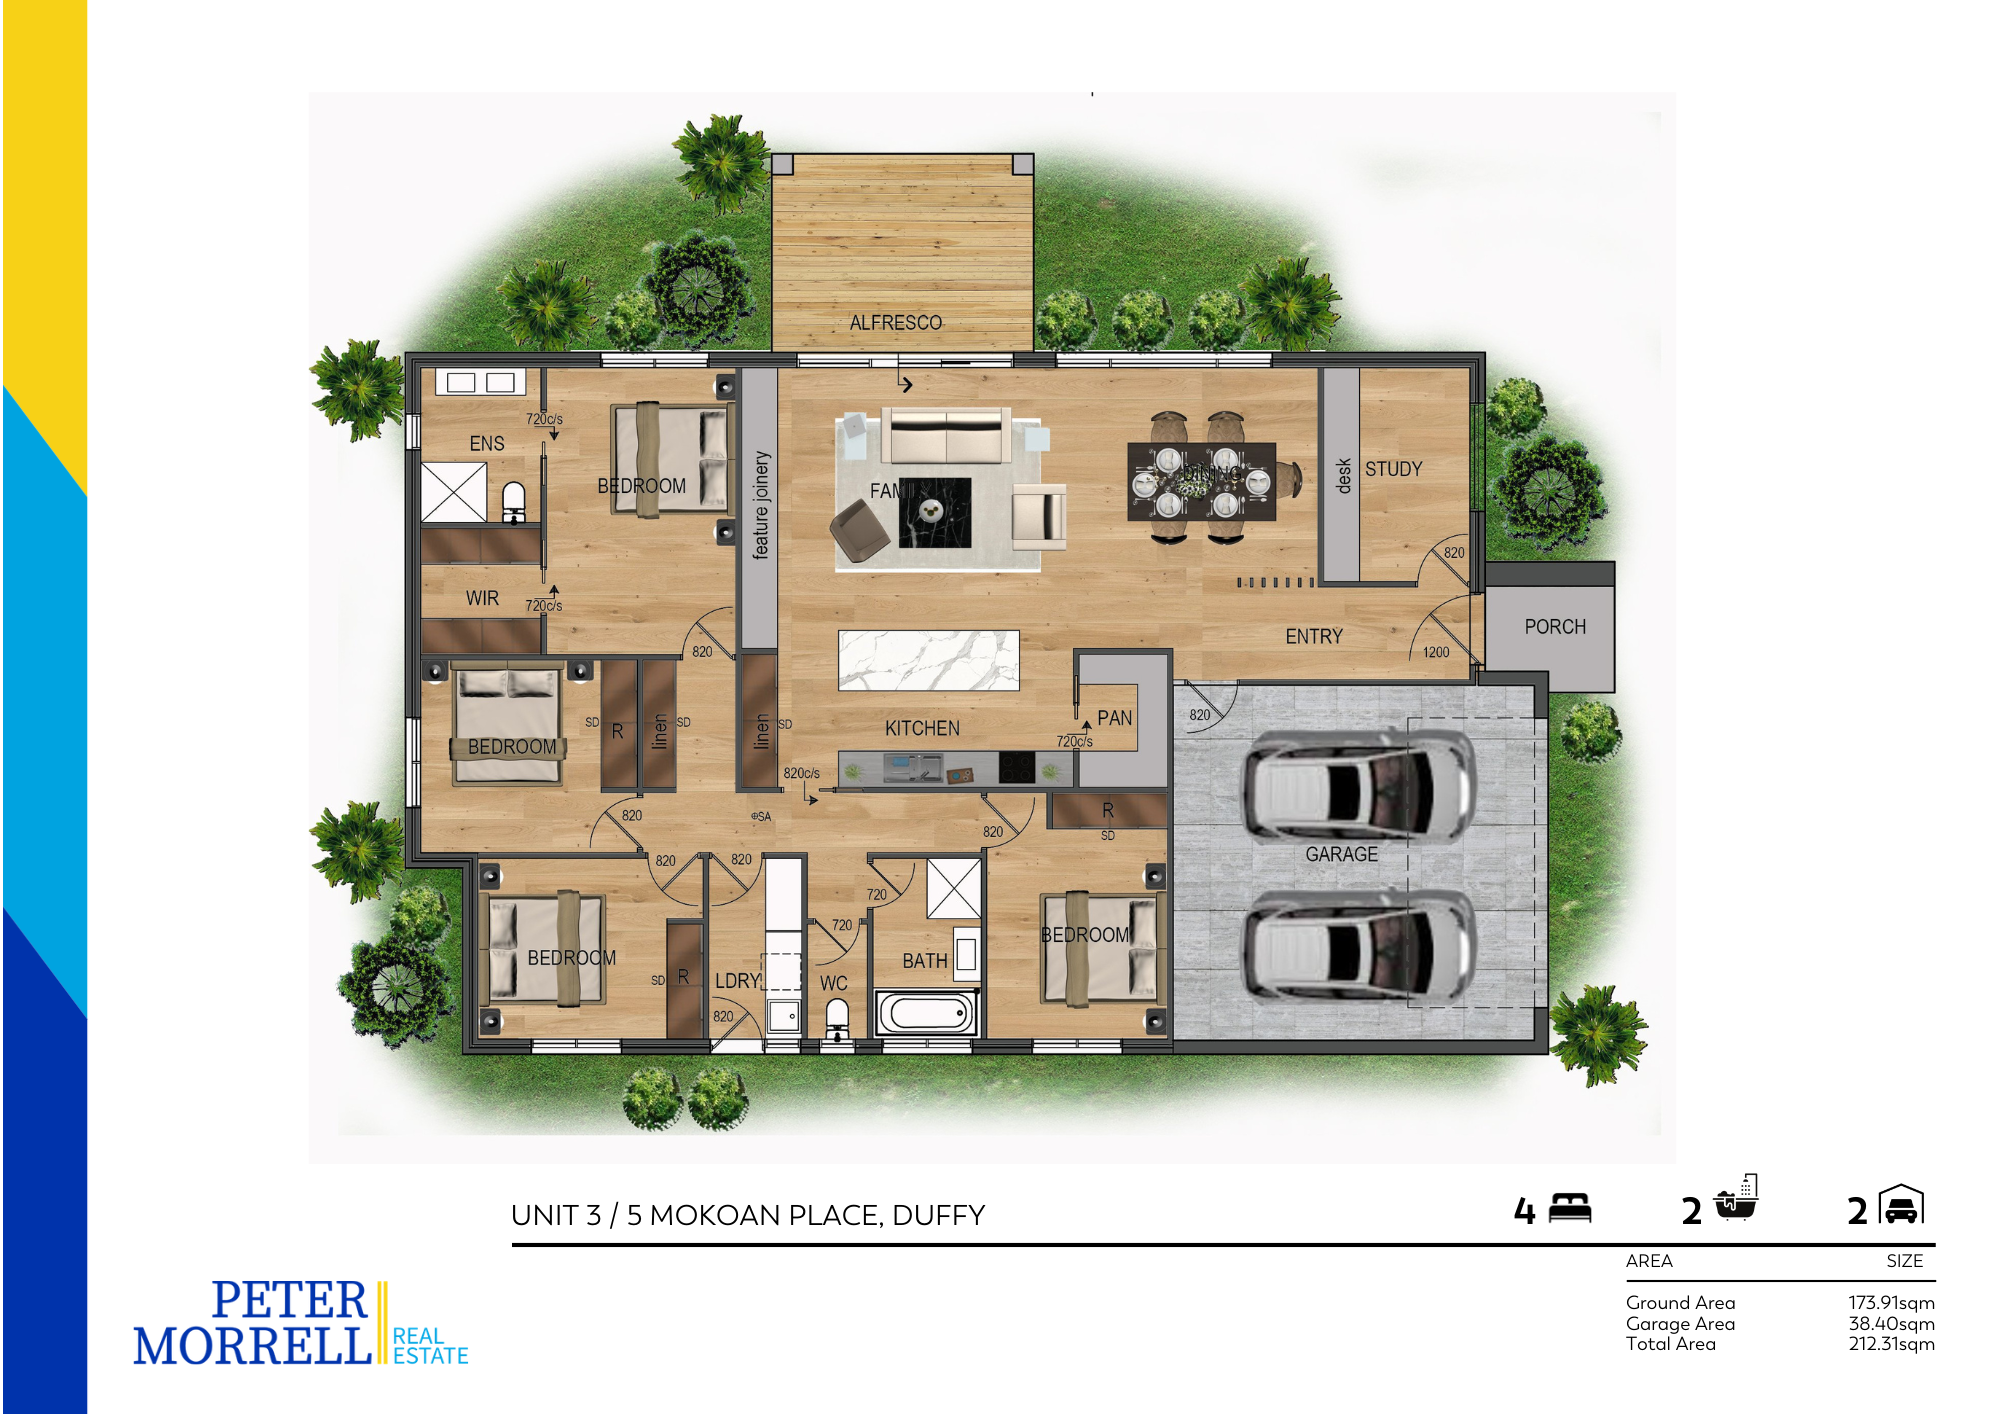 ALFRESCO
ENS
720c/s
BEDROOM
feature joinery
FAMILY
DINING
desk
STUDY
820
WIR
720c/s
820
ENTRY
1200
PORCH
BEDROOM
SD
R
linen
SD
linen
SD
KITCHEN
PAN
720c/s
820
820c/s
820
SA
820
R
SD
GARAGE
820
820
720
720
BEDROOM
SD
R
LDRY
820
WC
BATH
BEDROOM
UNIT 3 / 5 MOKOAN PLACE, DUFFY
4
2
2
AREA SIZE
Ground Area 173.91sqm
Garage Area 38.40sqm
Total Area 212.31sqm
PETER
MORRELL
REAL
ESTATE